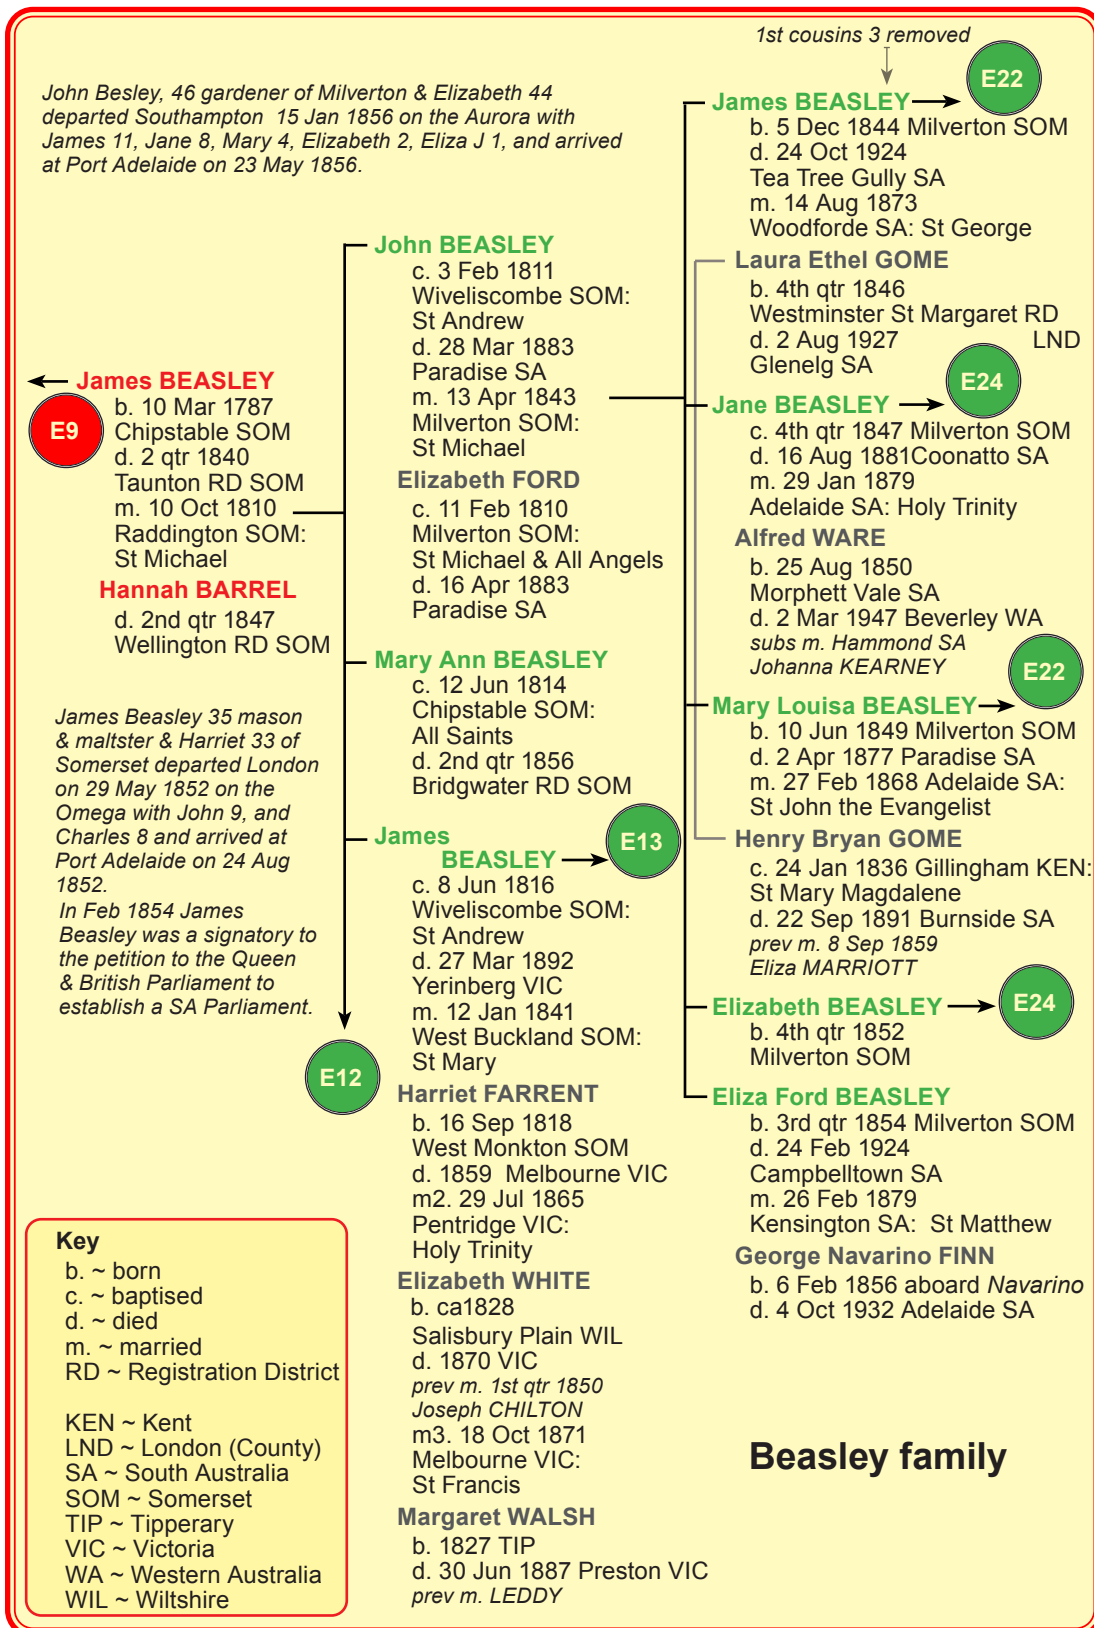 1st cousins 3 removed
John Besley, 46 gardener of Milverton & Elizabeth 44
departed Southampton 15 Jan 1856 on the Aurora with
James 11, Jane 8, Mary 4, Elizabeth 2, Eliza J 1, and arrived
at Port Adelaide on 23 May 1856.
James BEASLEY
E9
b. 10 Mar 1787
Chipstable SOM
d. 2 qtr 1840
Taunton RD SOM
m. 10 Oct 1810
Raddington SOM:
St Michael
Hannah BARREL
d. 2nd qtr 1847
Wellington RD SOM
James Beasley 35 mason
& maltster & Harriet 33 of
Somerset departed London
on 29 May 1852 on the
Omega with John 9, and
Charles 8 and arrived at
Port Adelaide on 24 Aug
1852.
In Feb 1854 James
Beasley was a signatory to
the petition to the Queen
& British Parliament to
establish a SA Parliament.
E12
John BEASLEY
c. 3 Feb 1811
Wiveliscombe SOM:
St Andrew
d. 28 Mar 1883
Paradise SA
m. 13 Apr 1843
Milverton SOM:
St Michael
Elizabeth FORD
c. 11 Feb 1810
Milverton SOM:
St Michael & All Angels
d. 16 Apr 1883
Paradise SA
Mary Ann BEASLEY
c. 12 Jun 1814
Chipstable SOM:
All Saints
d. 2nd qtr 1856
Bridgwater RD SOM
James
BEASLEY
E13
c. 8 Jun 1816
Wiveliscombe SOM:
St Andrew
d. 27 Mar 1892
Yerinberg VIC
m. 12 Jan 1841
West Buckland SOM:
St Mary
Harriet FARRENT
b. 16 Sep 1818
West Monkton SOM
d. 1859 Melbourne VIC
m2. 29 Jul 1865
Pentridge VIC:
Holy Trinity
Elizabeth WHITE
b. ca1828
Salisbury Plain WIL
d. 1870 VIC
prev m. 1st qtr 1850
Joseph CHILTON
m3. 18 Oct 1871
Melbourne VIC:
St Francis
Margaret WALSH
b. 1827 TIP
d. 30 Jun 1887 Preston VIC
prev m. LEDDY
James BEASLEY
E22
b. 5 Dec 1844 Milverton SOM
d. 24 Oct 1924
Tea Tree Gully SA
m. 14 Aug 1873
Woodforde SA: St George
Laura Ethel GOME
b. 4th qtr 1846
Westminster St Margaret RD
d. 2 Aug 1927 LND
Glenelg SA
Jane BEASLEY
E24
c. 4th qtr 1847 Milverton SOM
d. 16 Aug 1881Coonatto SA
m. 29 Jan 1879
Adelaide SA: Holy Trinity
Alfred WARE
b. 25 Aug 1850
Morphett Vale SA
d. 2 Mar 1947 Beverley WA
subs m. Hammond SA
Johanna KEARNEY
Mary Louisa BEASLEY
E22
b. 10 Jun 1849 Milverton SOM
d. 2 Apr 1877 Paradise SA
m. 27 Feb 1868 Adelaide SA:
St John the Evangelist
Henry Bryan GOME
c. 24 Jan 1836 Gillingham KEN:
St Mary Magdalene
d. 22 Sep 1891 Burnside SA
prev m. 8 Sep 1859
Eliza MARRIOTT
Elizabeth BEASLEY
E24
b. 4th qtr 1852
Milverton SOM
Eliza Ford BEASLEY
b. 3rd qtr 1854 Milverton SOM
d. 24 Feb 1924
Campbelltown SA
m. 26 Feb 1879
Kensington SA: St Matthew
George Navarino FINN
b. 6 Feb 1856 aboard Navarino
d. 4 Oct 1932 Adelaide SA
Key
b. ~ born
c. ~ baptised
d. ~ died
m. ~ married
RD ~ Registration District
KEN ~ Kent
LND ~ London (County)
SA ~ South Australia
SOM ~ Somerset
TIP ~ Tipperary
VIC ~ Victoria
WA ~ Western Australia
WIL ~ Wiltshire
Beasley family